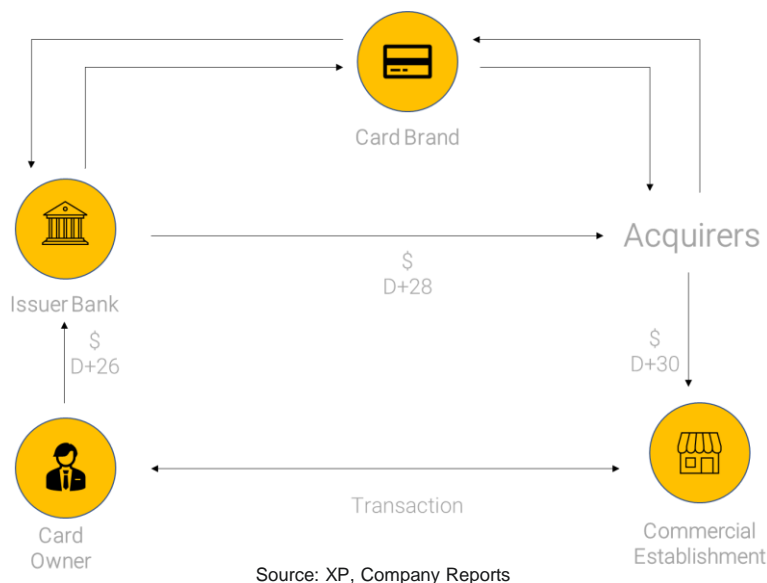 Card Brand
Acquirers
$
D+28
Issuer Bank
$
D+26
$
D+30
Transaction
Card
Owner
Commercial
Establishment
Source: XP, Company Reports